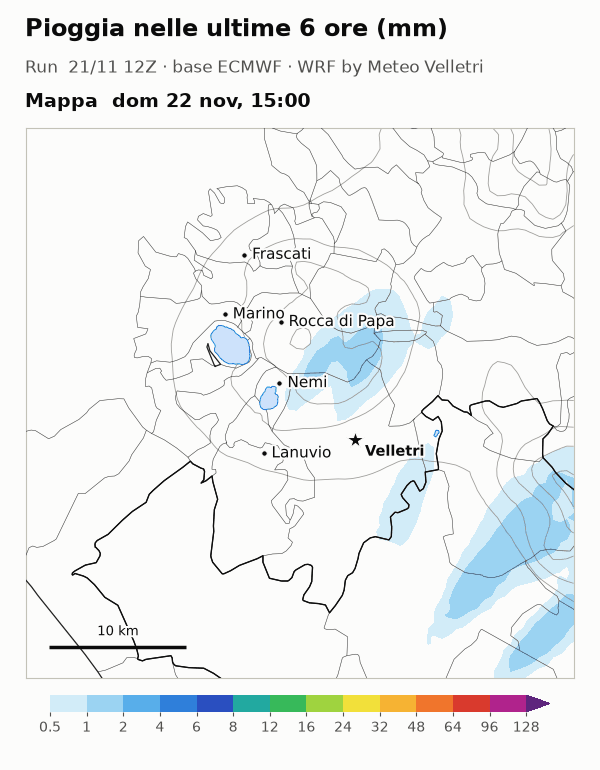 Pioggia nelle ultime 6 ore (mm)
Run  21/11 12Z · base ECMWF · WRF by Meteo Velletri
Mappa  dom 22 nov, 15:00
Frascati
Marino
Rocca di Papa
Nemi
Velletri
Lanuvio
10 km
0.5 1 2 4 6 8 12 16 24 32 48 64 96 128